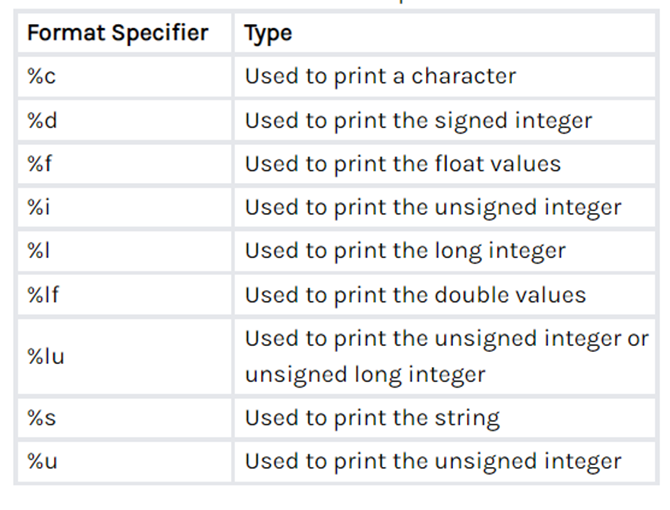 Format Specifier Type
%c Used to print a character
%d Used to print the signed integer
%f Used to print the float values
%i Used to print the unsigned integer
%l Used to print the long integer
%lf Used to print the double values
%lu Used to print the unsigned integer or
unsigned long integer
%s Used to print the string
%u Used to print the unsigned integer